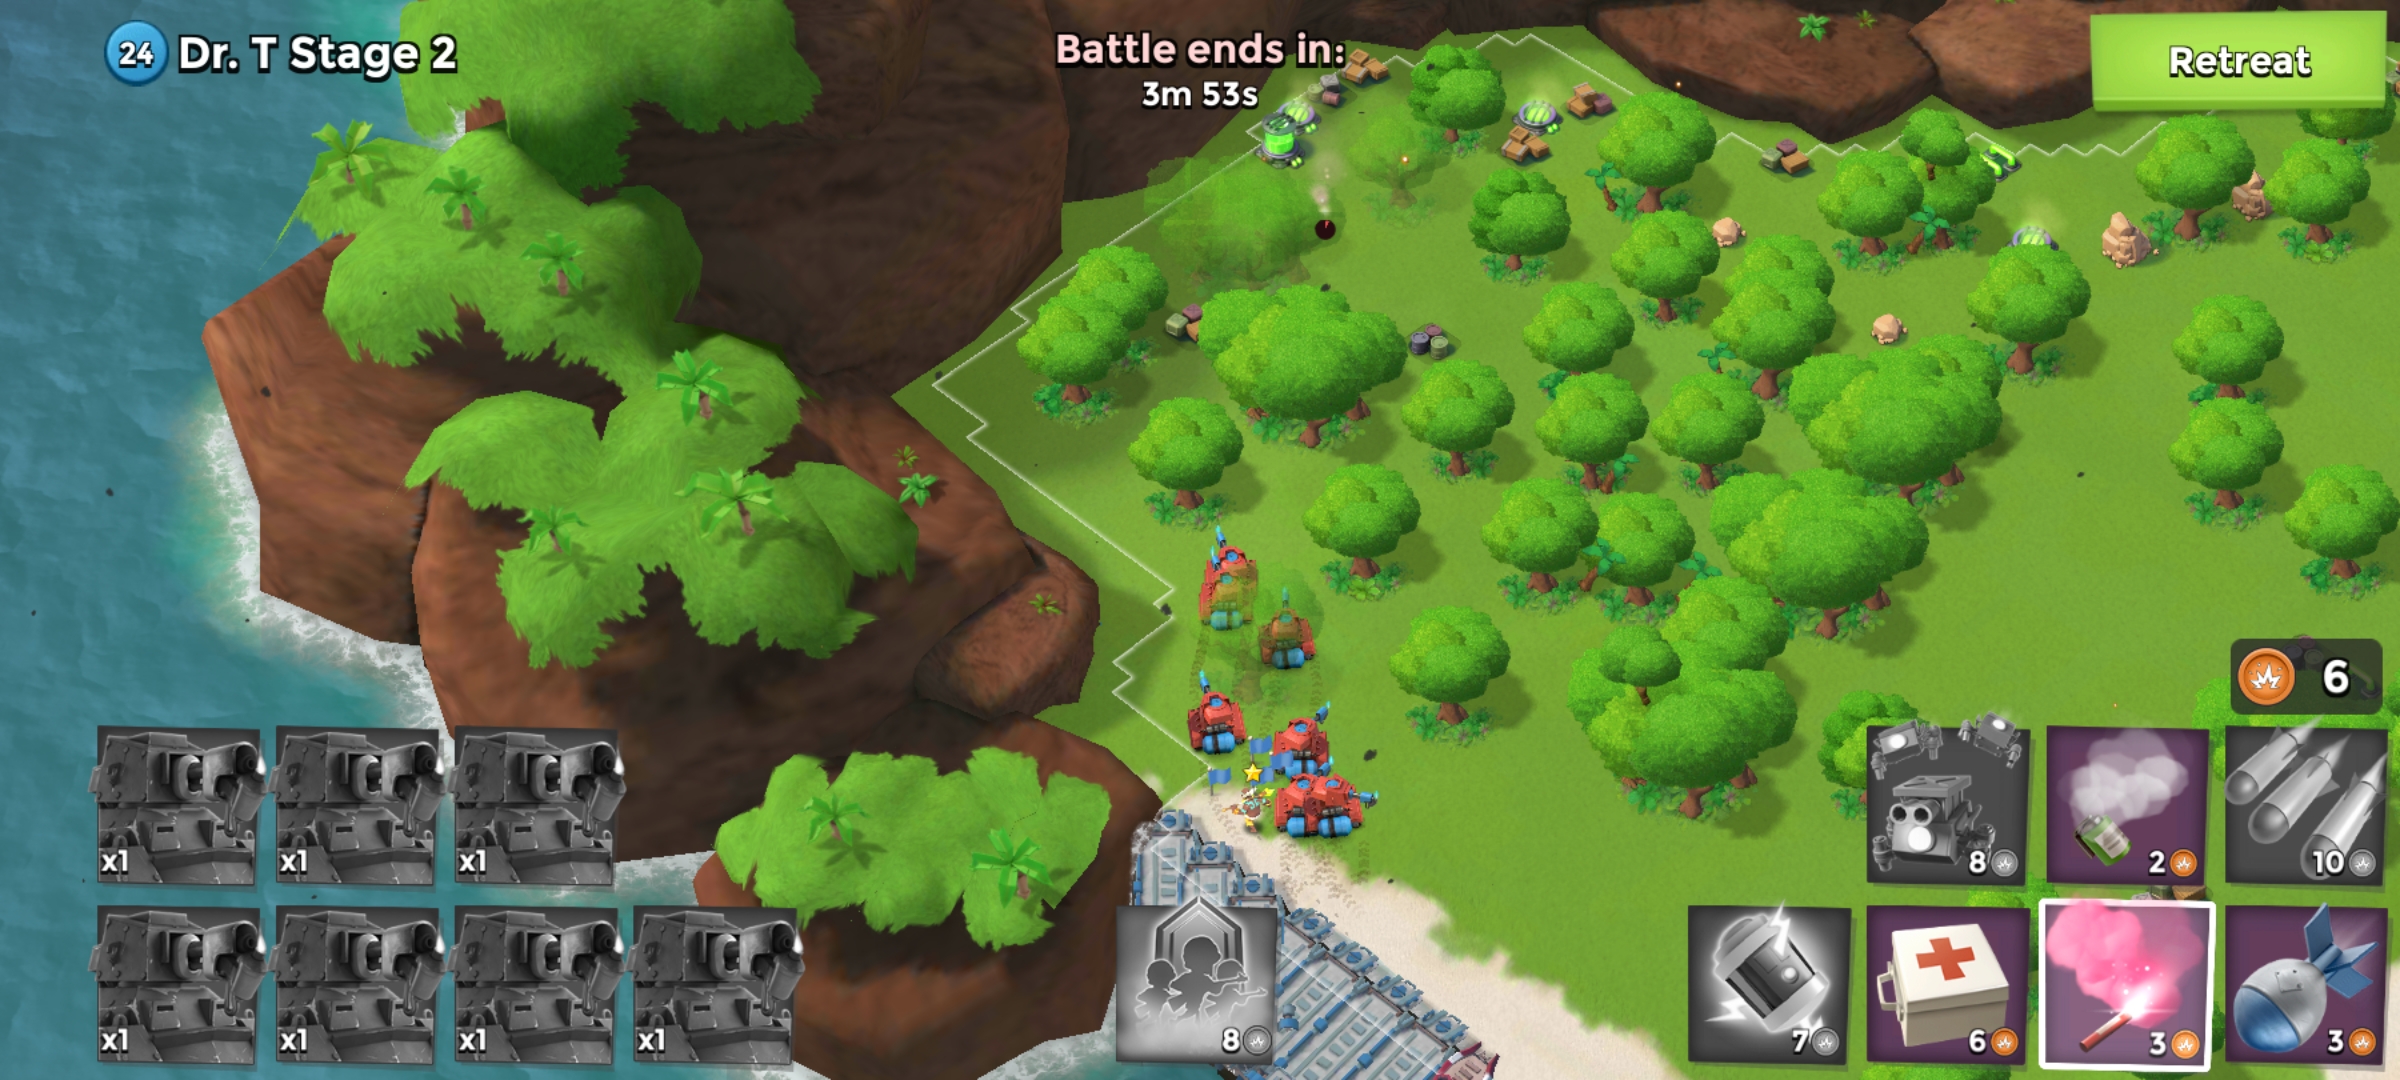 24 Dr. T Stage 2
Battle ends in:
3m 53s
Retreat
6
x1 x1 x1
8 2 10
x1 x1 x1 x1
8 7 6 3 3